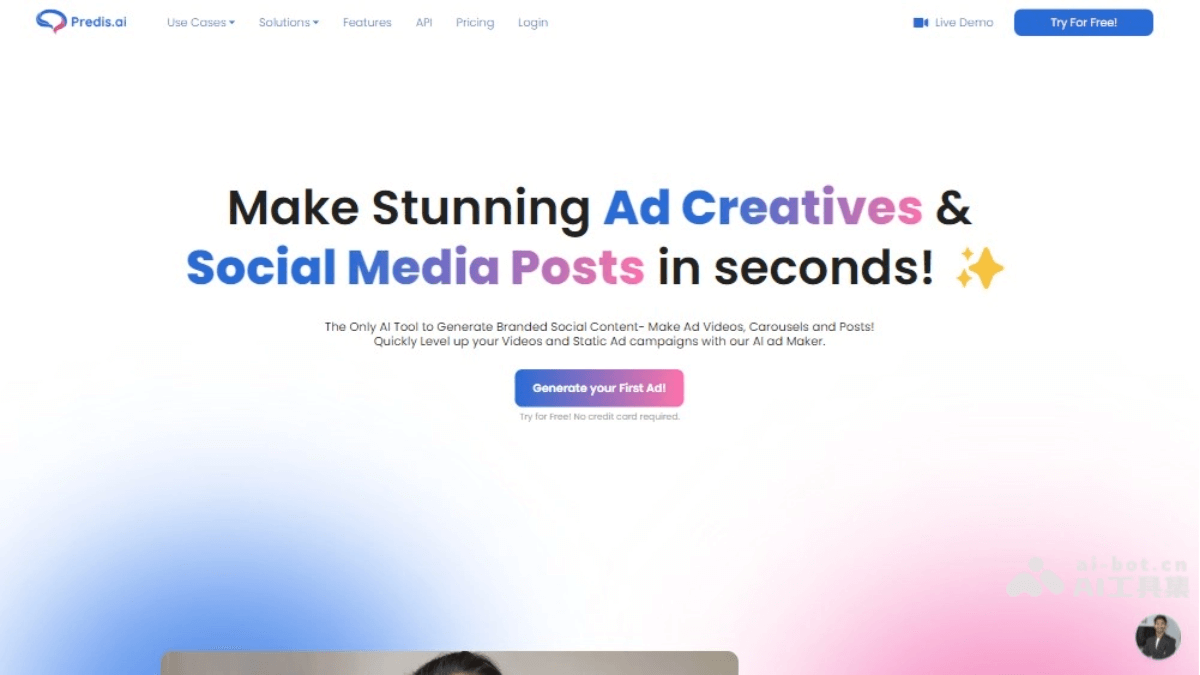 Predis.ai
Use Cases
Solutions
Features
API
Pricing
Login
Live Demo
Try For Free!
Make Stunning Ad Creatives &
Social Media Posts in seconds!
The Only AI Tool to Generate Branded Social Content- Make Ad Videos, Carousels and Posts!
Quickly Level up your Videos and Static Ad campaigns with our AI ad Maker.
Generate your First Ad!
Try for Free! No credit card required.
ai-bot.cn
AI工具集